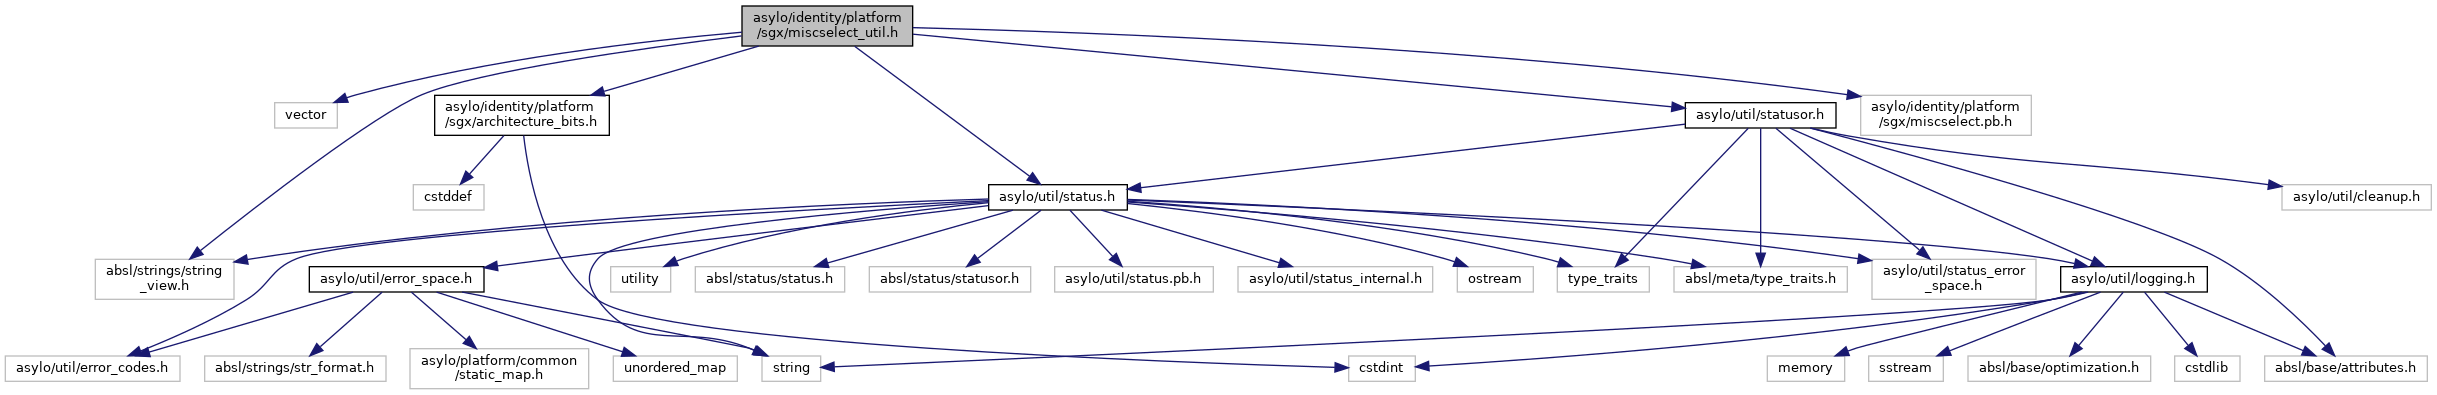 asylo/identity/platform
/sgx/miscselect_util.h
vector
asylo/identity/platform
/sgx/architecture_bits.h
asylo/util/statusor.h
asylo/identity/platform
/sgx/miscselect.pb.h
cstddef
asylo/util/status.h
asylo/util/cleanup.h
absl/strings/string
_view.h
asylo/util/error_space.h
utility
absl/status/status.h
absl/status/statusor.h
asylo/util/status.pb.h
asylo/util/status_internal.h
ostream
type_traits
absl/meta/type_traits.h
asylo/util/status_error
_space.h
asylo/util/logging.h
asylo/util/error_codes.h
absl/strings/str_format.h
asylo/platform/common
/static_map.h
unordered_map
string
cstdint
memory
sstream
absl/base/optimization.h
cstdlib
absl/base/attributes.h